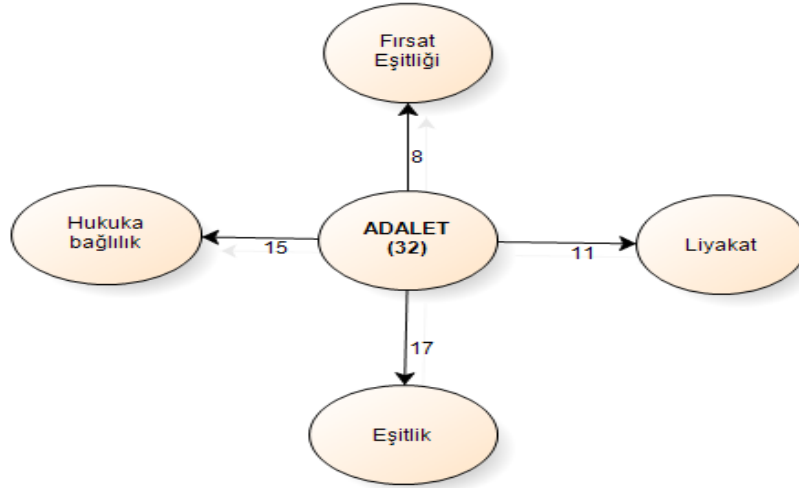 Fırsat
Eşitliği
8
Hukuka
bağlılık
15
ADALET
(32)
11
Liyakat
17
Eşitlik